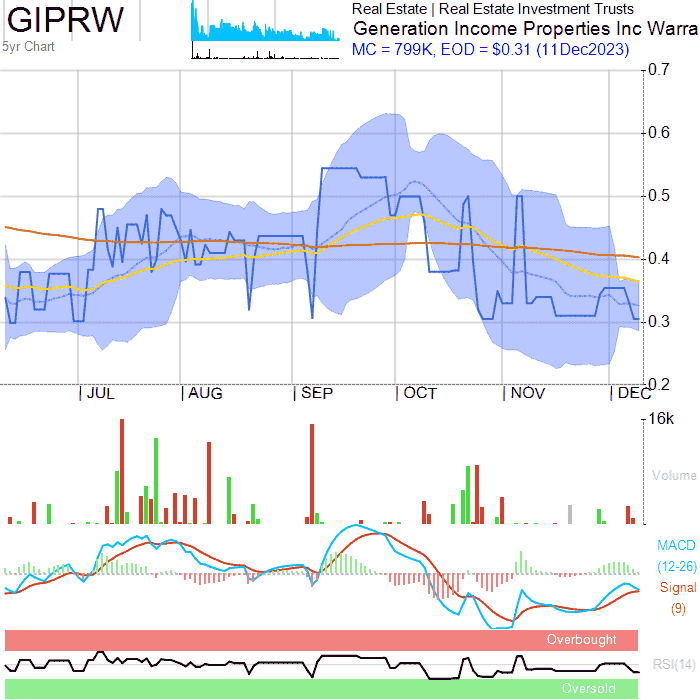 GIPRW
5yr Chart
Real Estate | Real Estate Investment Trusts
Generation Income Properties Inc Warra
MC = 799K, EOD = $0.31 (11Dec2023)
0.7
0.6
0.5
0.4
0.3
0.2
| JUL | AUG | SEP | OCT | NOV | DEC
16k
Volume
MACD
(12-26)
Signal
(9)
Overbought
RSI(14)
Oversold